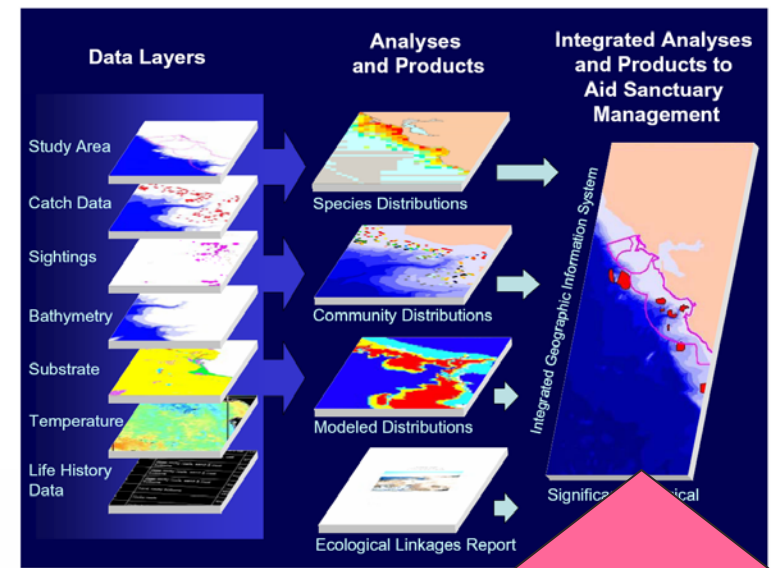 Data Layers
Study Area
Catch Data
Sightings
Bathymetry
Substrate
Temperature
Life History
Data
Analyses
and Products
Species Distributions
Community Distributions
Modeled Distributions
Ecological Linkages Report
Integrated Analyses
and Products to
Aid Sanctuary
Management
Integrated Geographic Information System